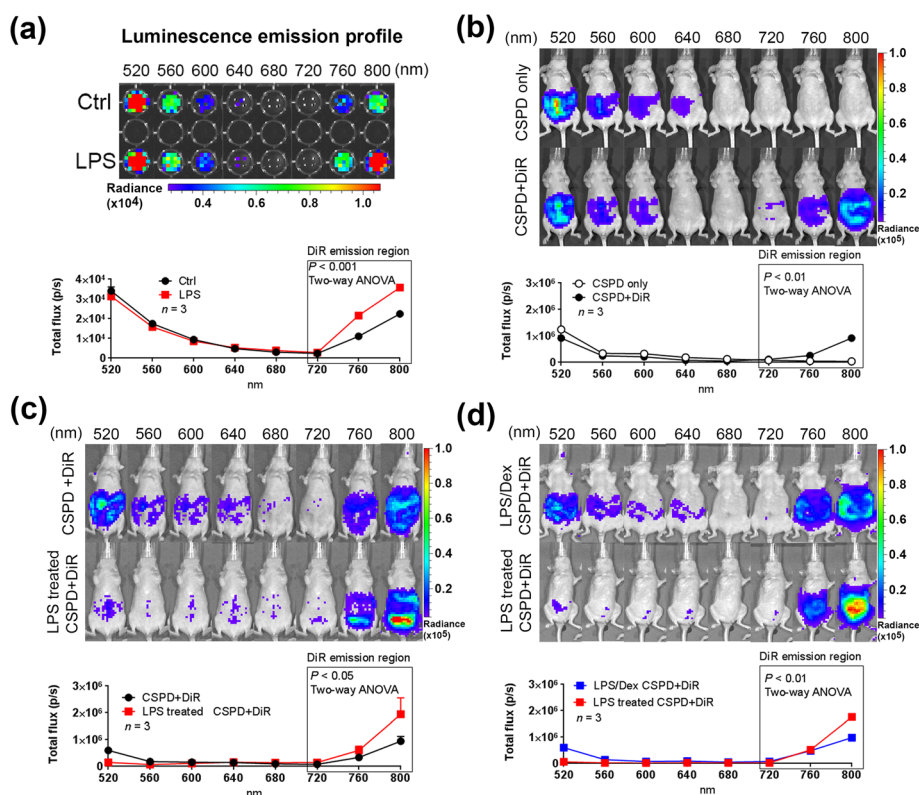 (a)
Luminescence emission profile
520 560 600 640 680 720 760 800 (nm)
Ctrl
LPS
Radiance
(x10⁴)
0.4 0.6 0.8 1.0
DiR emission region
P < 0.001
Two-way ANOVA
Ctrl
LPS
n = 3
Total flux (p/s)
4×10⁴
3×10⁴
2×10⁴
1×10⁴
0
520 560 600 640 680 720 760 800
nm
(b)
(nm) 520 560 600 640 680 720 760 800
CSPD only
CSPD+DiR
1.0
0.8
0.6
0.4
0.2
Radiance
(x10⁵)
DiR emission region
P < 0.01
Two-way ANOVA
CSPD only
CSPD+DiR
n = 3
Total flux (p/s)
3×10⁶
2×10⁶
1×10⁶
0
520 560 600 640 680 720 760 800
nm
(c)
(nm) 520 560 600 640 680 720 760 800
CSPD +DiR
LPS treated
CSPD+DiR
1.0
0.8
0.6
0.4
0.2
Radiance
(x10⁵)
DiR emission region
P < 0.05
Two-way ANOVA
CSPD+DiR
LPS treated CSPD+DiR
n = 3
Total flux (p/s)
3×10⁶
2×10⁶
1×10⁶
0
520 560 600 640 680 720 760 800
nm
(d)
(nm) 520 560 600 640 680 720 760 800
LPS/Dex
CSPD+DiR
LPS treated
CSPD+DiR
1.0
0.8
0.6
0.4
0.2
Radiance
(x10⁵)
DiR emission region
P < 0.01
Two-way ANOVA
LPS/Dex CSPD+DiR
LPS treated CSPD+DiR
n = 3
Total flux (p/s)
3×10⁶
2×10⁶
1×10⁶
0
520 560 600 640 680 720 760 800
nm